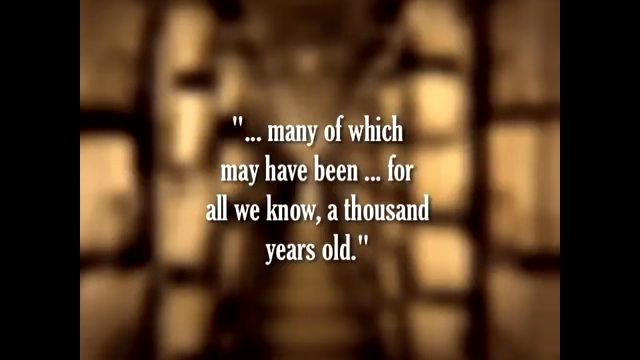 "... many of which
may have been ... for
all we know, a thousand
years old."